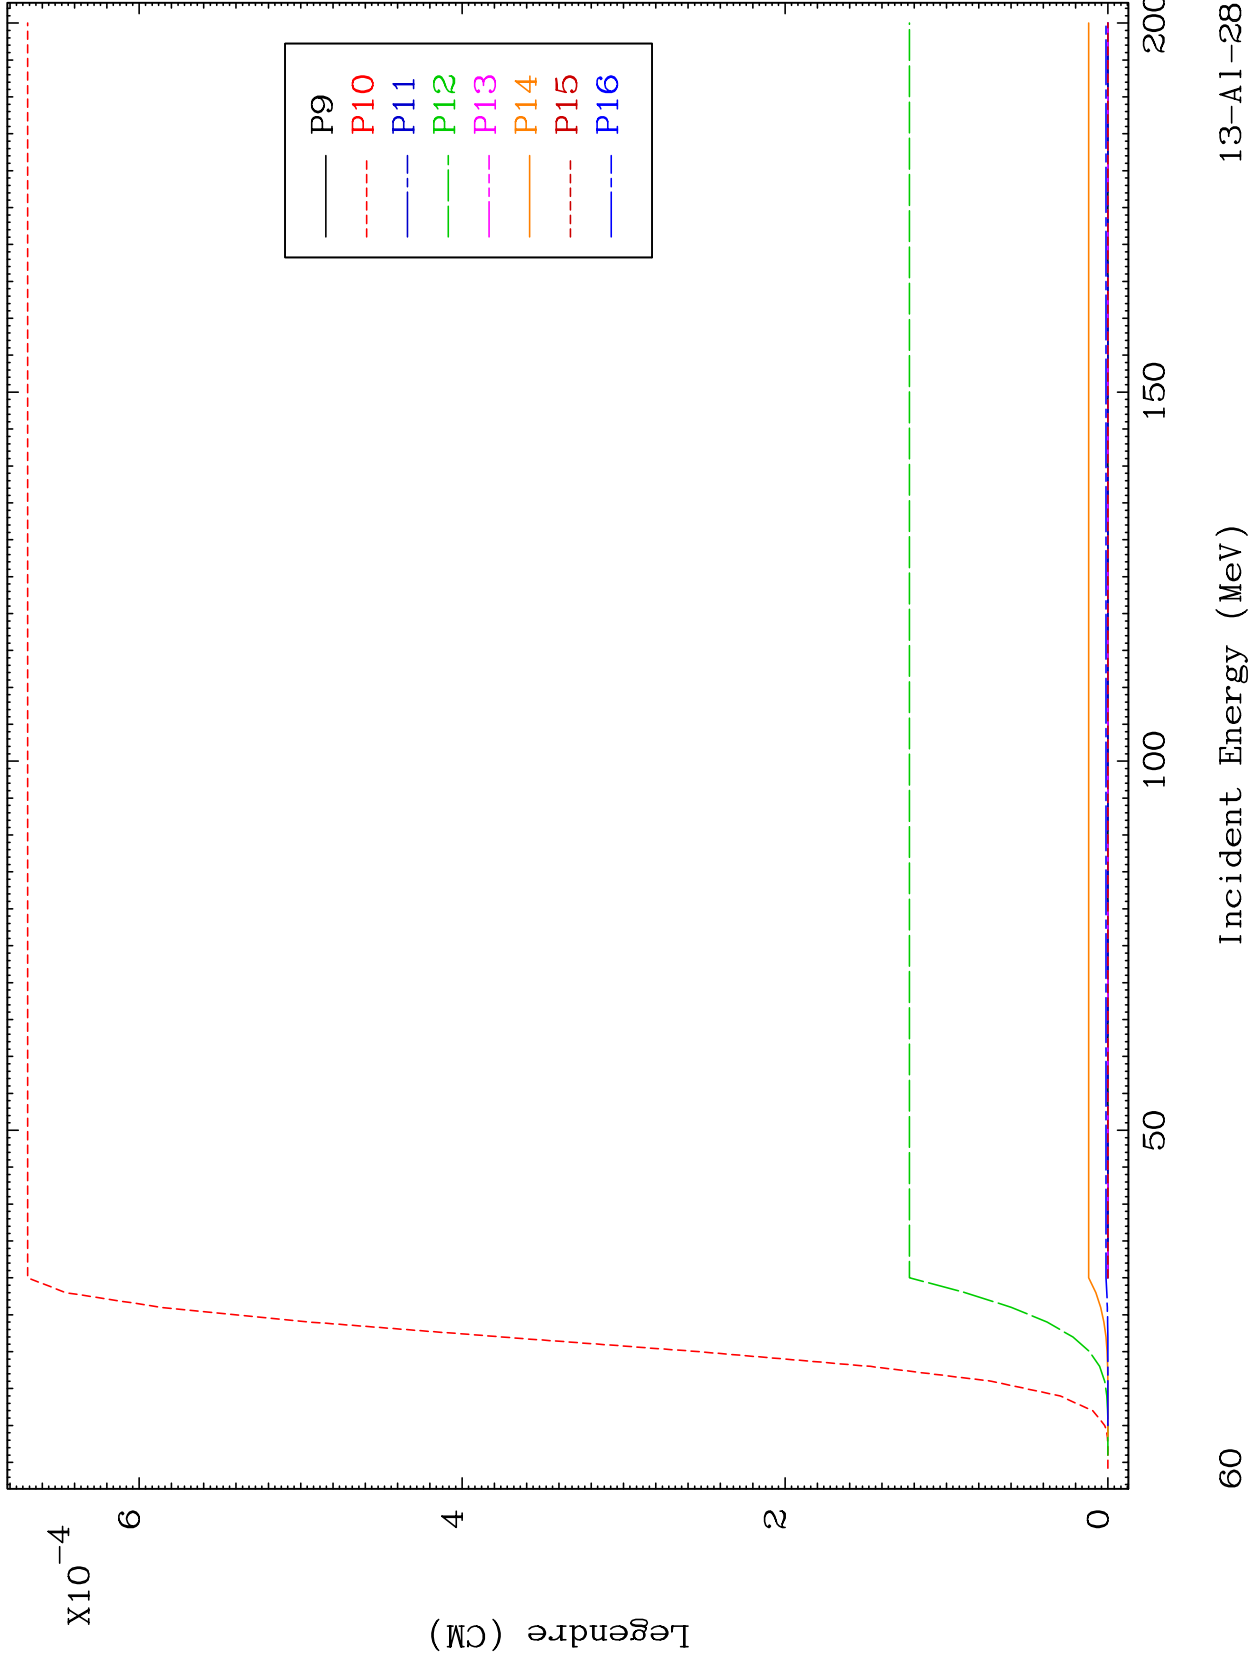 X10-4
6
4
2
0
Legendre (CM)
P9
P10
P11
P12
P13
P14
P15
P16
50
100
150
200
Incident Energy (MeV)
60
13-Al-28